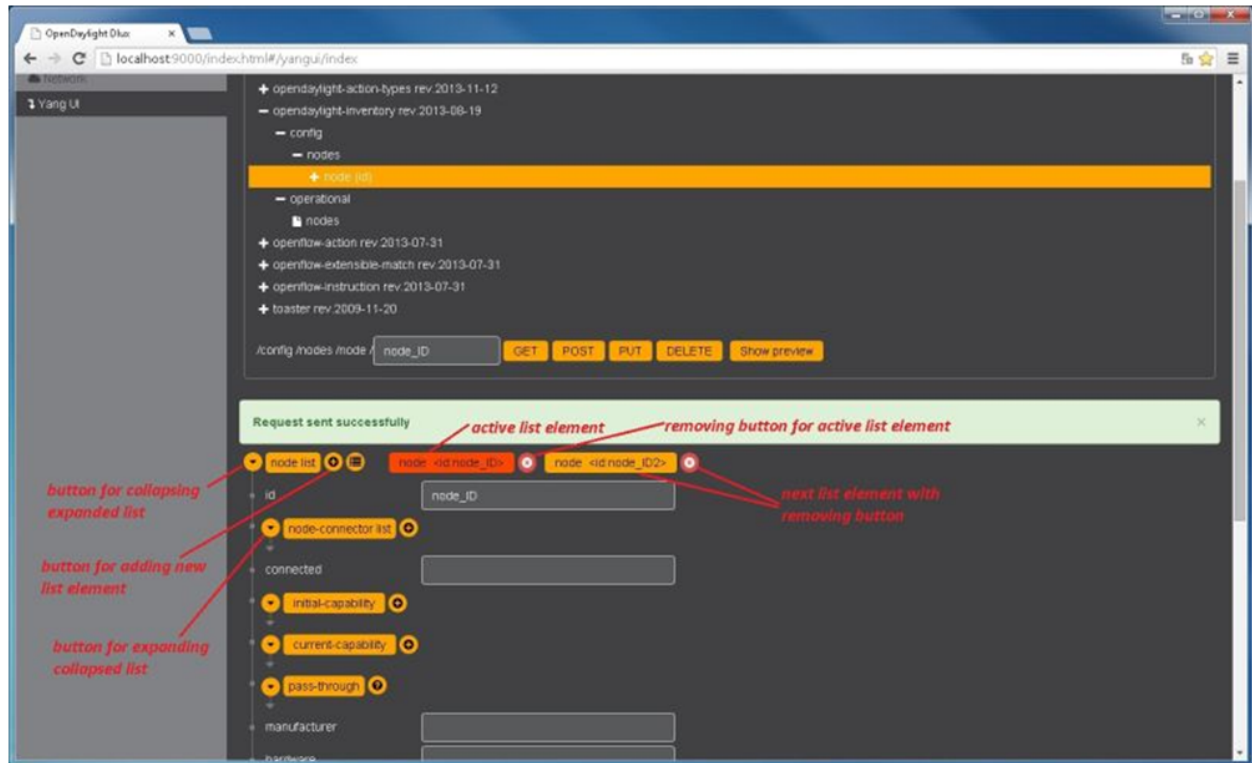 OpenDaylight Dlux
localhost:9000/index.html#/yangui/index
Network
Yang UI
opendaylight-action-types rev.2013-11-12
opendaylight-inventory rev.2013-08-19
config
nodes
node (id)
operational
nodes
openflow-action rev.2013-07-31
openflow-extensible-match rev.2013-07-31
openflow-instruction rev.2013-07-31
toaster rev.2009-11-20
/config /nodes /node / node_ID GET POST PUT DELETE Show preview
Request sent successfully
active list element
removing button for active list element
node list node <id:node_ID> node <id:node_ID2>
button for collapsing
expanded list
id node_ID
next list element with
removing button
node-connector list
button for adding new
list element
connected
initial-capability
button for expanding
collapsed list
current-capability
pass-through
manufacturer
hardware